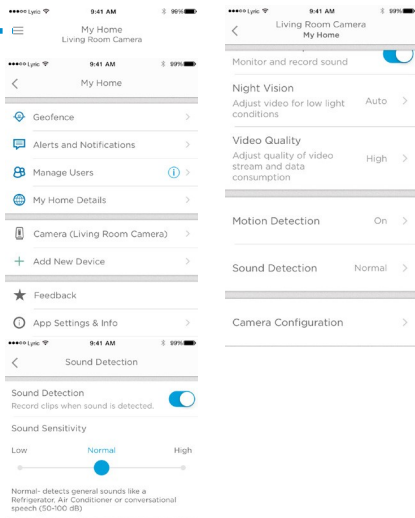 Lyric 9:41 AM 99%
My Home
Living Room Camera
Lyric 9:41 AM 99%
My Home
Geofence
Alerts and Notifications
Manage Users
My Home Details
Camera (Living Room Camera)
Add New Device
Feedback
App Settings & Info
Lyric 9:41 AM 99%
Sound Detection
Sound Detection
Record clips when sound is detected.
Sound Sensitivity
Low Normal High
Normal- detects general sounds like a
Refrigerator, Air Conditioner or conversational
speech (50-100 dB)
Lyric 9:41 AM 99%
Living Room Camera
My Home
Monitor and record sound
Night Vision
Adjust video for low light Auto
conditions
Video Quality
Adjust quality of video
stream and data High
consumption
Motion Detection On
Sound Detection Normal
Camera Configuration